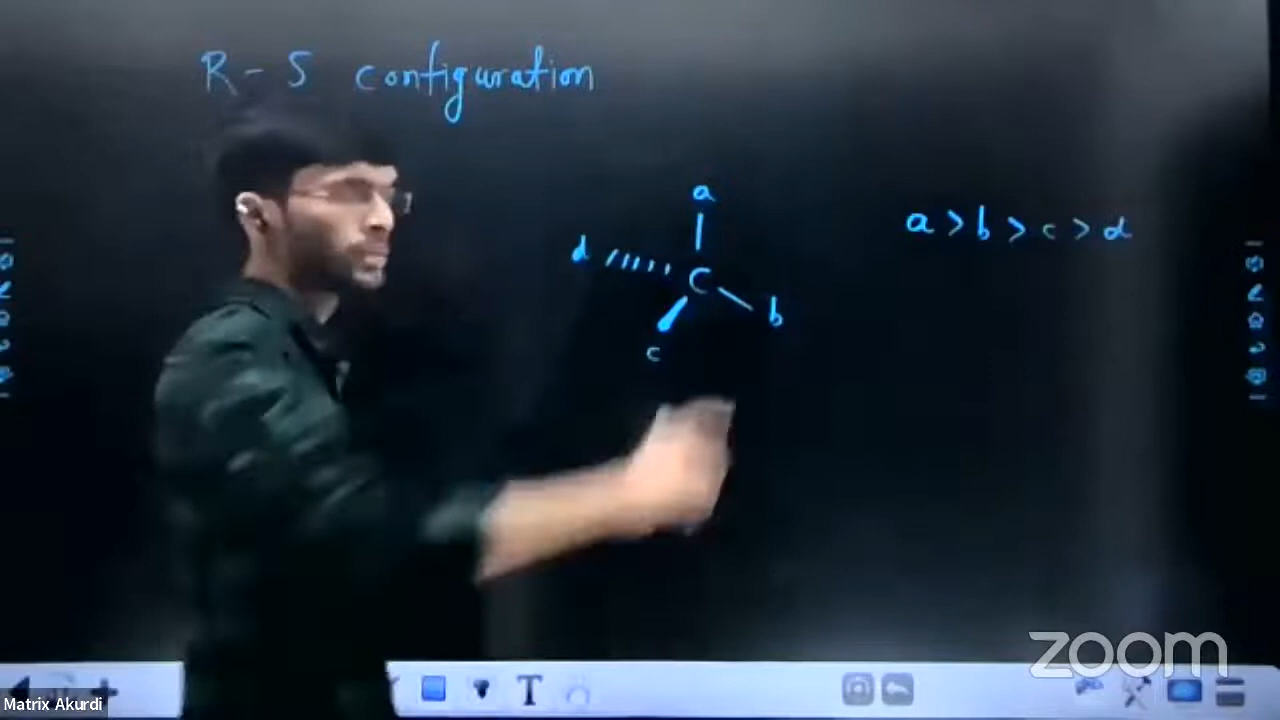 R - S configuration
a
a > b > c > d
d
C
b
c
zoom
T
Matrix Akurdi